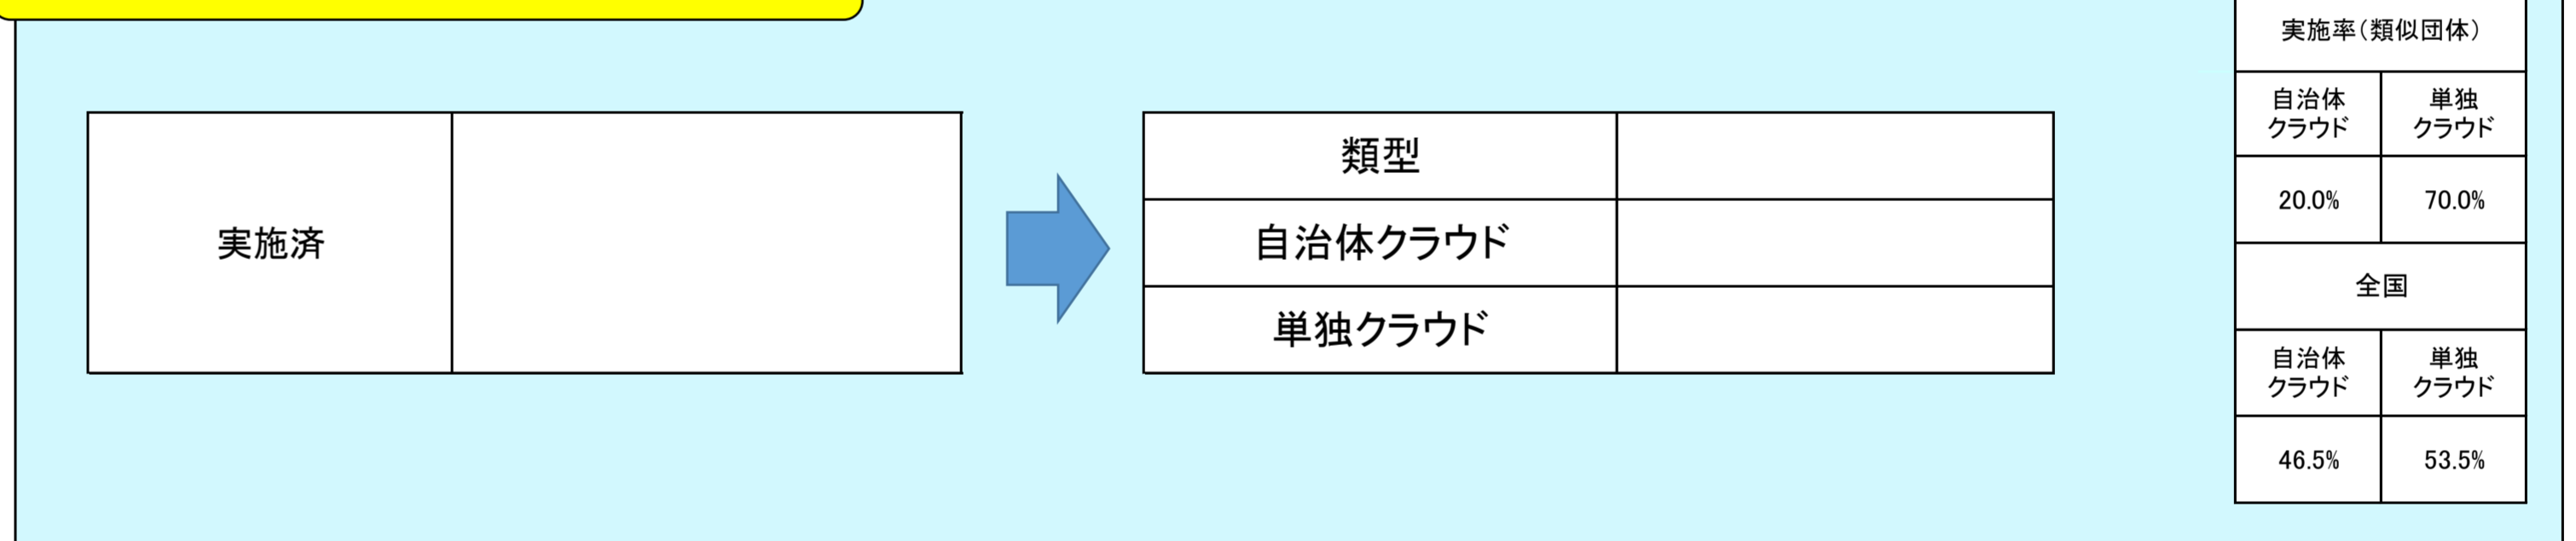 実施済
類型
自治体クラウド
単独クラウド
実施率(類似団体)
自治体
クラウド
単独
クラウド
20.0%
70.0%
全国
自治体
クラウド
単独
クラウド
46.5%
53.5%